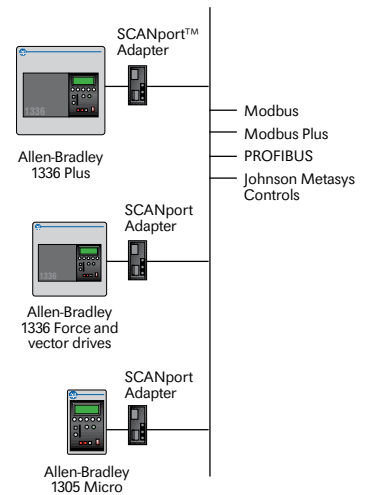 SCANport™
Adapter
1336
Allen-Bradley
1336 Plus
Modbus
Modbus Plus
PROFIBUS
Johnson Metasys
Controls
SCANport
Adapter
1336
Allen-Bradley
1336 Force and
vector drives
SCANport
Adapter
Allen-Bradley
1305 Micro